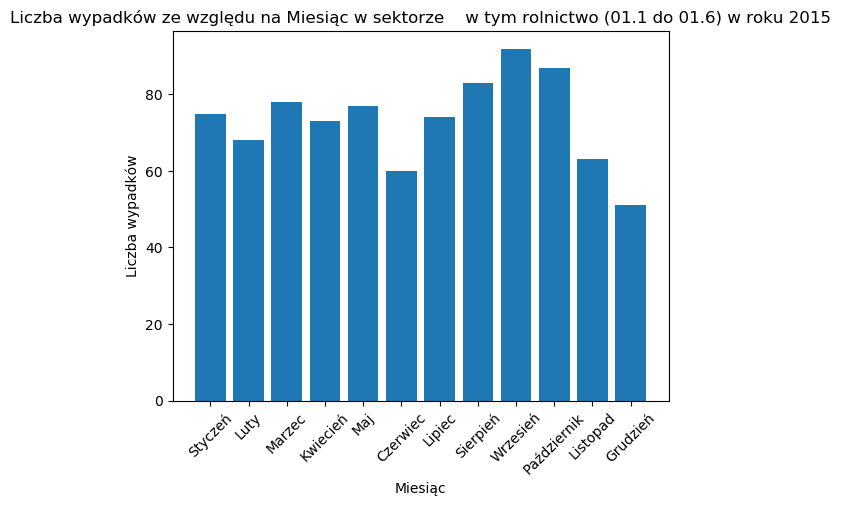 Liczba wypadków ze względu na Miesiąc w sektorze    w tym rolnictwo (01.1 do 01.6) w roku 2015
Liczba wypadków
80
60
40
20
0
Styczeń
Luty
Marzec
Kwiecień
Maj
Czerwiec
Lipiec
Sierpień
Wrzesień
Październik
Listopad
Grudzień
Miesiąc